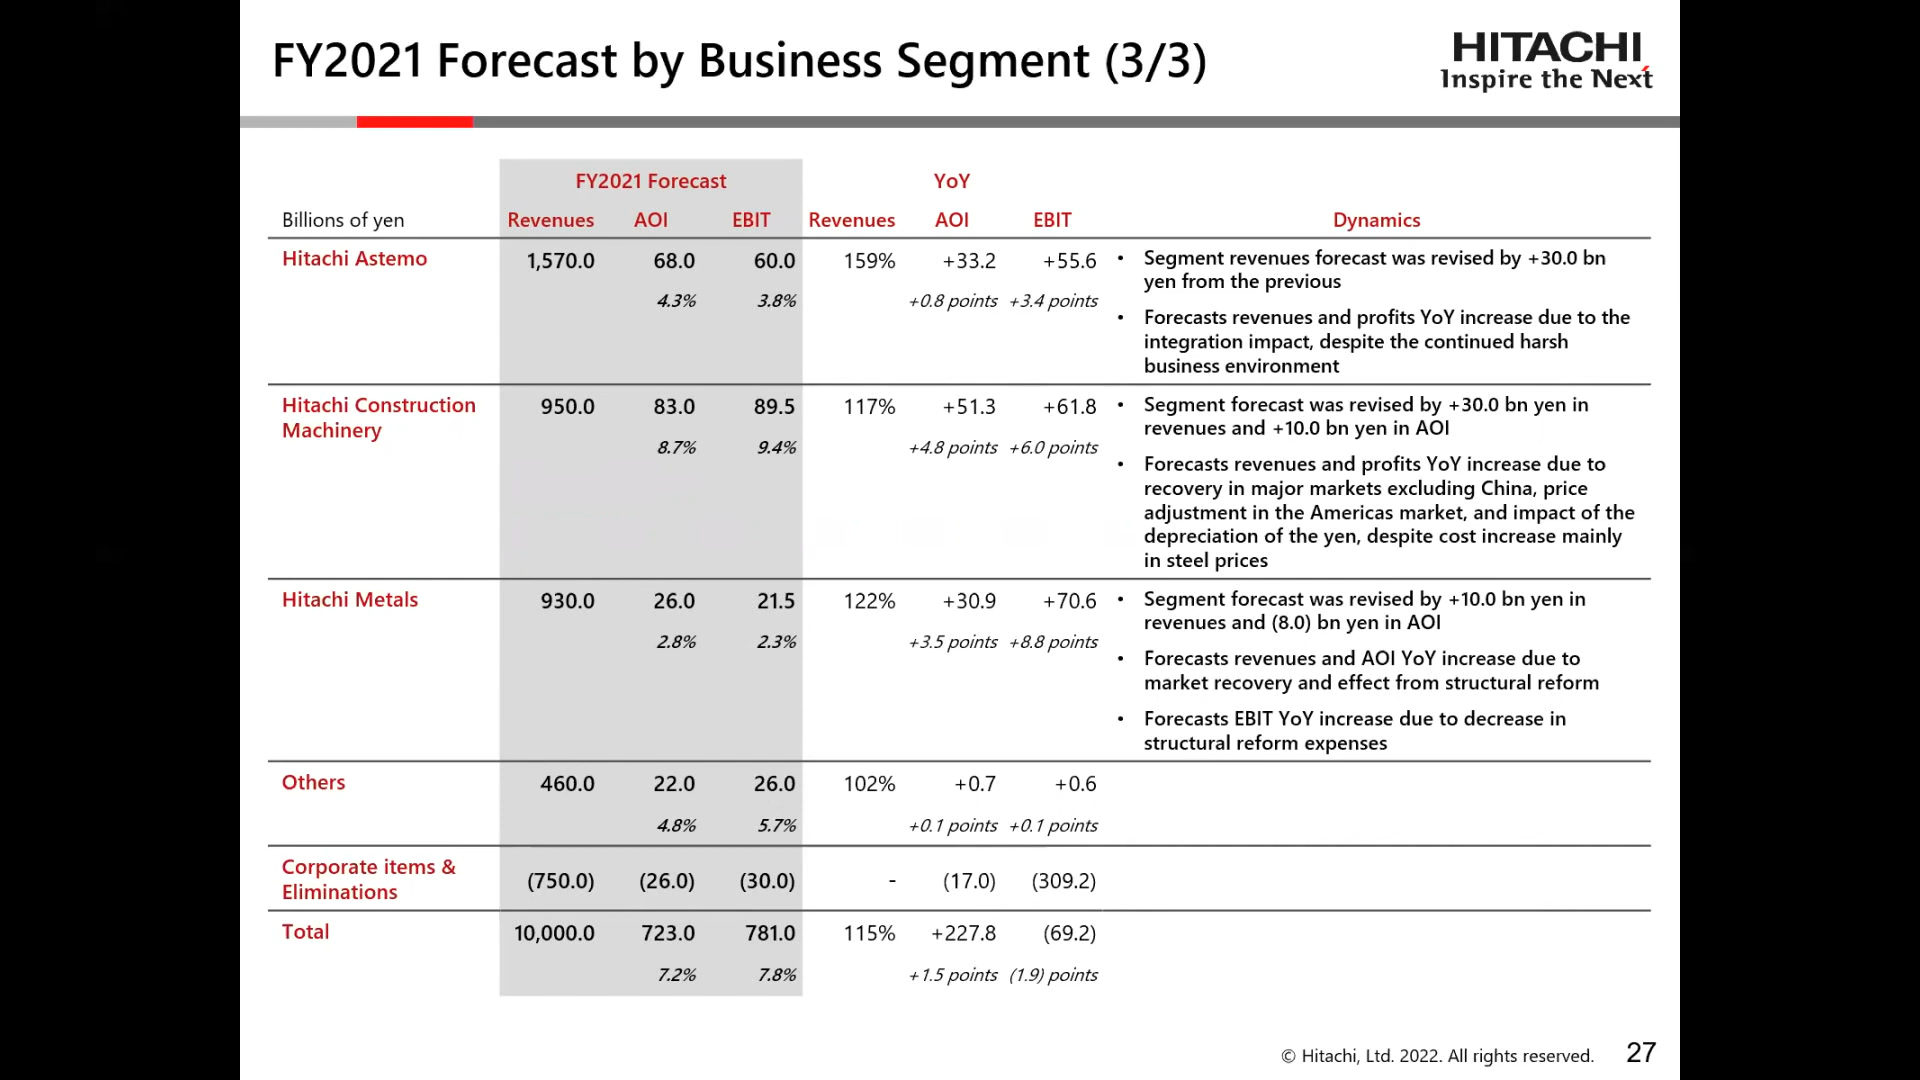 FY2021 Forecast by Business Segment (3/3)
HITACHI
Inspire the Next
FY2021 Forecast YoY
Billions of yen Revenues AOI EBIT Revenues AOI EBIT Dynamics
Hitachi Astemo 1,570.0 68.0 60.0 159% +33.2 +55.6
4.3% 3.8% +0.8 points +3.4 points
• Segment revenues forecast was revised by +30.0 bn
yen from the previous
• Forecasts revenues and profits YoY increase due to the
integration impact, despite the continued harsh
business environment
Hitachi Construction
Machinery
950.0 83.0 89.5 117% +51.3 +61.8
8.7% 9.4% +4.8 points +6.0 points
• Segment forecast was revised by +30.0 bn yen in
revenues and +10.0 bn yen in AOI
• Forecasts revenues and profits YoY increase due to
recovery in major markets excluding China, price
adjustment in the Americas market, and impact of the
depreciation of the yen, despite cost increase mainly
in steel prices
Hitachi Metals 930.0 26.0 21.5 122% +30.9 +70.6
2.8% 2.3% +3.5 points +8.8 points
• Segment forecast was revised by +10.0 bn yen in
revenues and (8.0) bn yen in AOI
• Forecasts revenues and AOI YoY increase due to
market recovery and effect from structural reform
• Forecasts EBIT YoY increase due to decrease in
structural reform expenses
Others 460.0 22.0 26.0 102% +0.7 +0.6
4.8% 5.7% +0.1 points +0.1 points
Corporate items &
Eliminations
(750.0) (26.0) (30.0) - (17.0) (309.2)
Total 10,000.0 723.0 781.0 115% +227.8 (69.2)
7.2% 7.8% +1.5 points (1.9) points
© Hitachi, Ltd. 2022. All rights reserved. 27